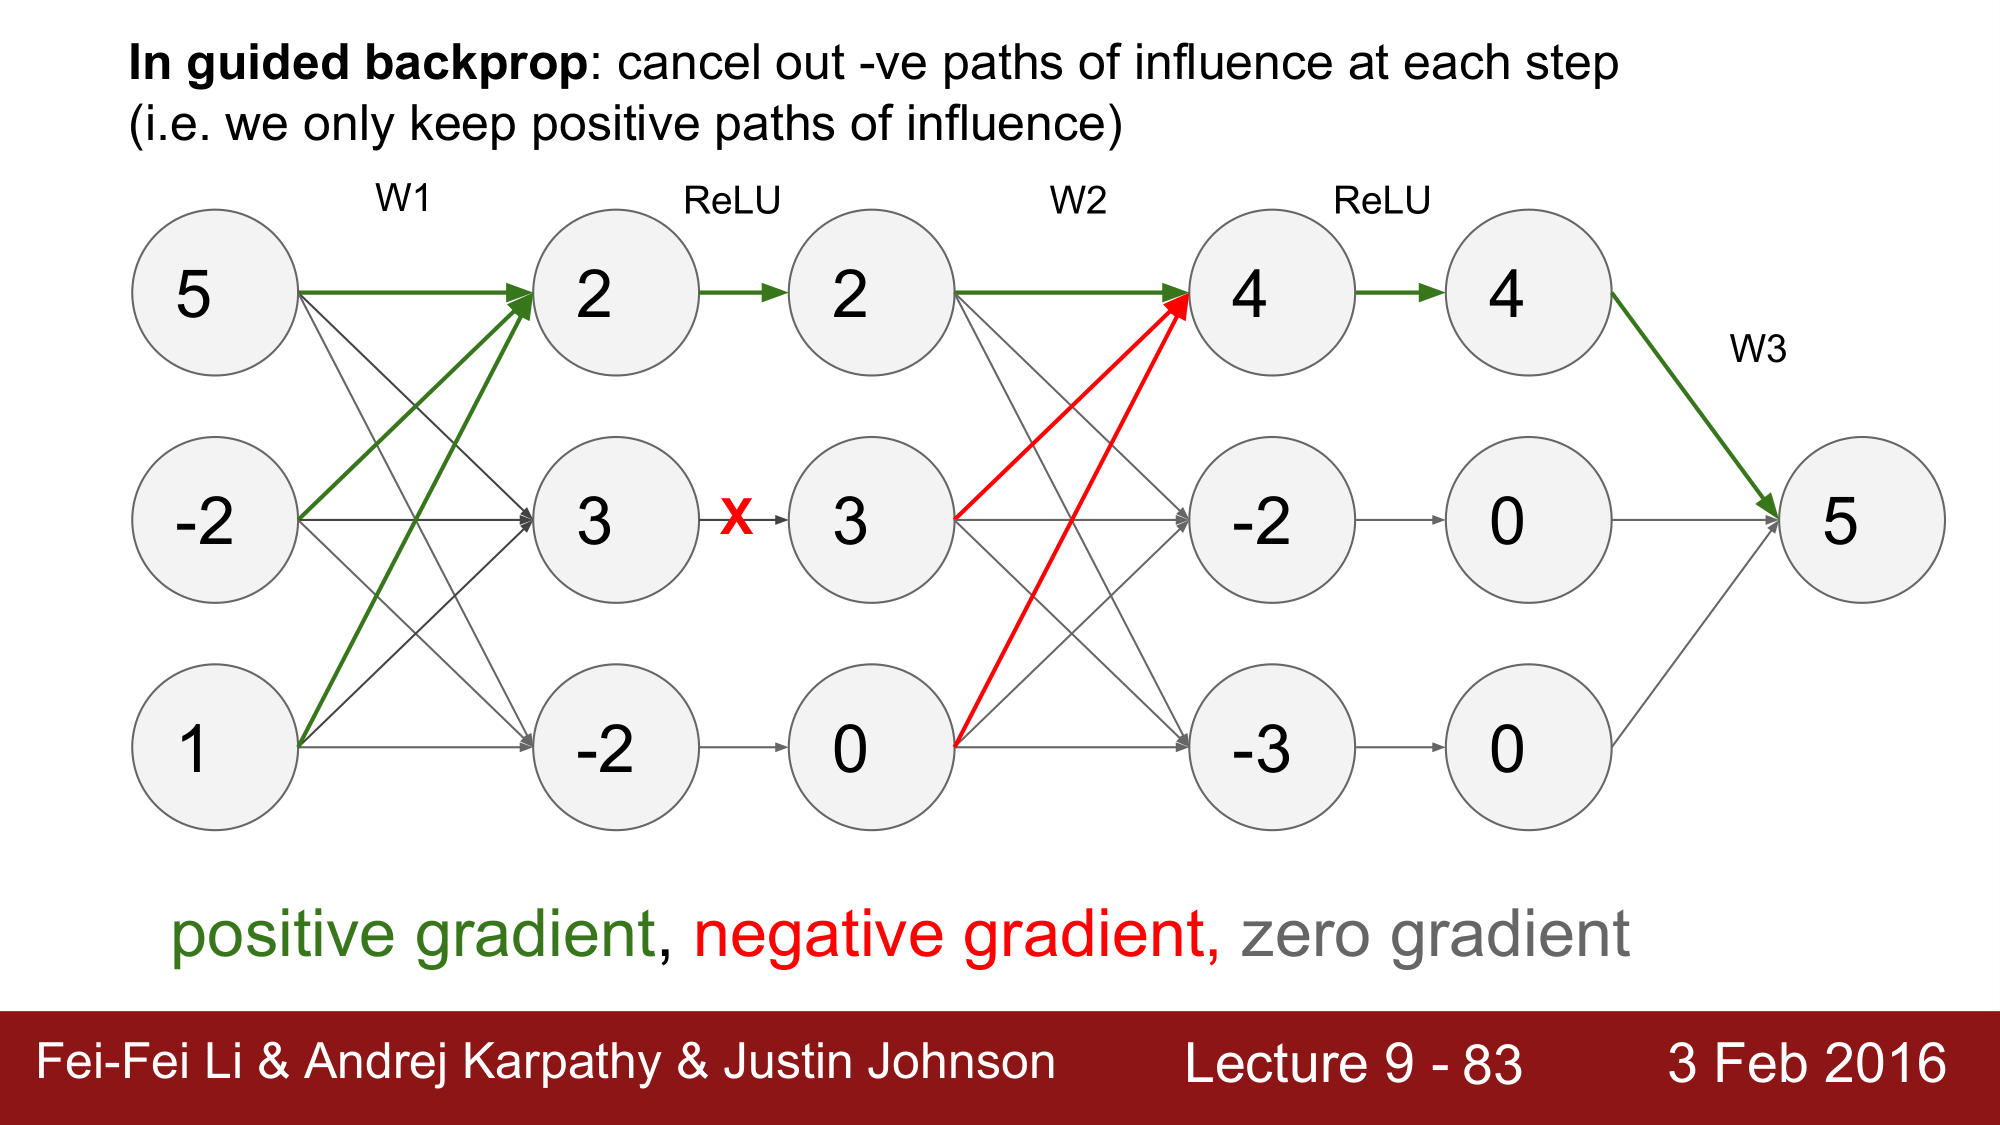 In guided backprop: cancel out -ve paths of influence at each step
(i.e. we only keep positive paths of influence)
W1 ReLU W2 ReLU
5 2 2 4 4
W3
-2 3 x 3 -2 0 5
1 -2 0 -3 0
positive gradient, negative gradient, zero gradient
Fei-Fei Li & Andrej Karpathy & Justin Johnson Lecture 9 - 83 3 Feb 2016